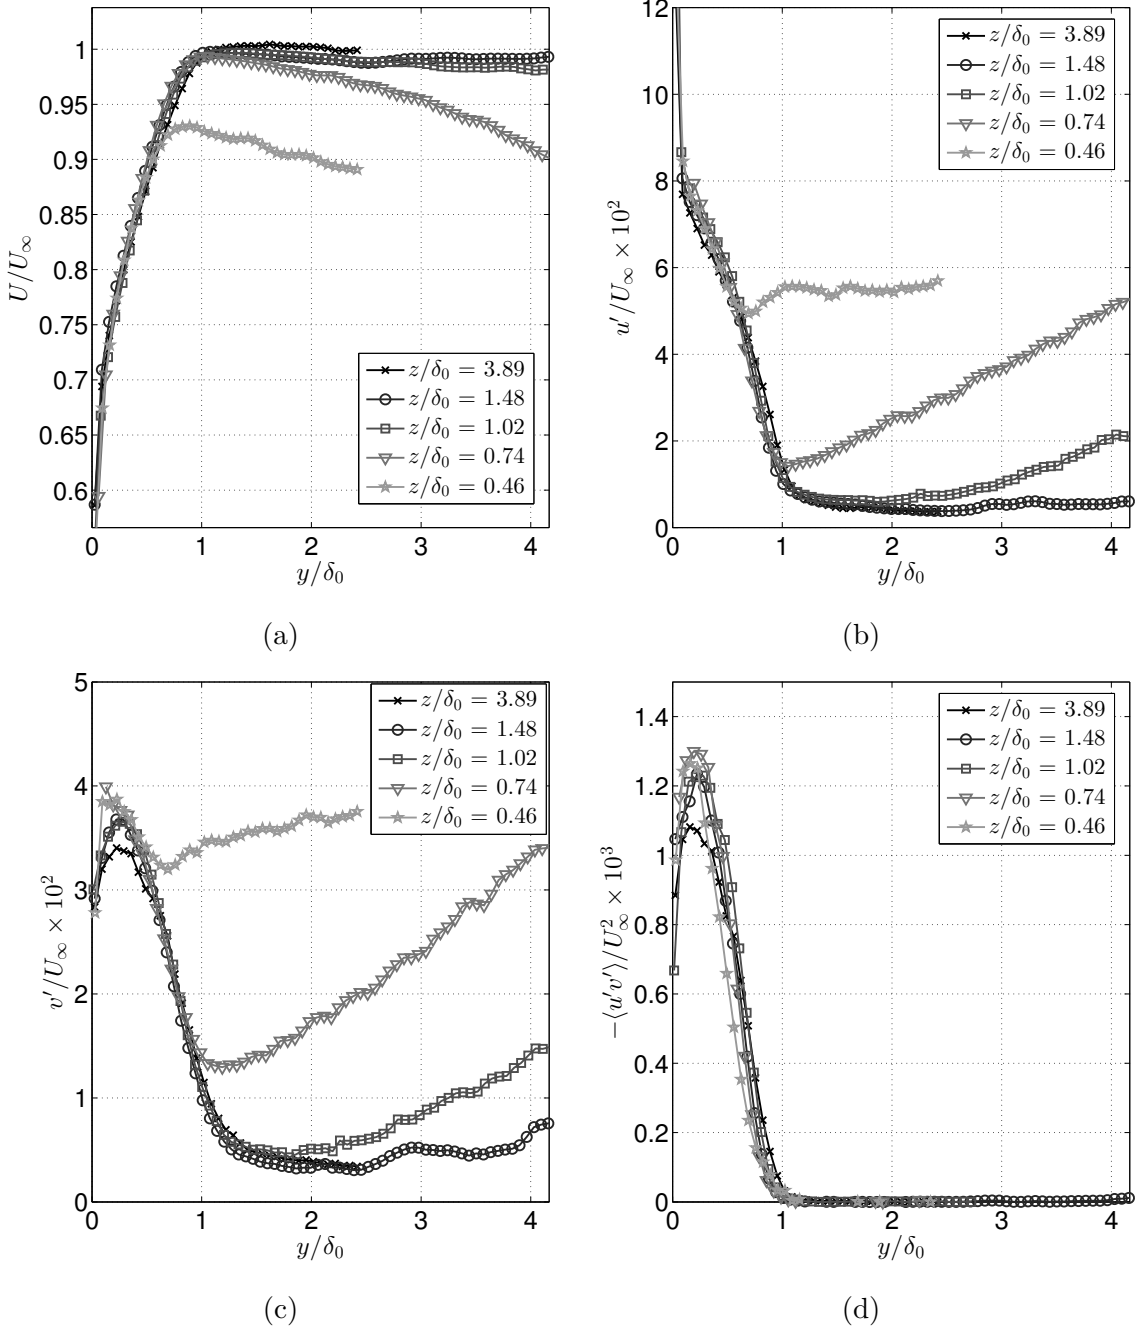 1
0.95
0.9
0.85
0.8
0.75
0.7
0.65
0.6
U/U∞
0 1 2 3 4
y/δ0
z/δ0 = 3.89
z/δ0 = 1.48
z/δ0 = 1.02
z/δ0 = 0.74
z/δ0 = 0.46
(a)
12
10
8
6
4
2
0
u′/U∞ × 10²
0 1 2 3 4
y/δ0
z/δ0 = 3.89
z/δ0 = 1.48
z/δ0 = 1.02
z/δ0 = 0.74
z/δ0 = 0.46
(b)
5
4
3
2
1
0
v′/U∞ × 10²
0 1 2 3 4
y/δ0
z/δ0 = 3.89
z/δ0 = 1.48
z/δ0 = 1.02
z/δ0 = 0.74
z/δ0 = 0.46
(c)
1.4
1.2
1
0.8
0.6
0.4
0.2
0
−⟨u′v′⟩/U²∞ × 10³
0 1 2 3 4
y/δ0
z/δ0 = 3.89
z/δ0 = 1.48
z/δ0 = 1.02
z/δ0 = 0.74
z/δ0 = 0.46
(d)